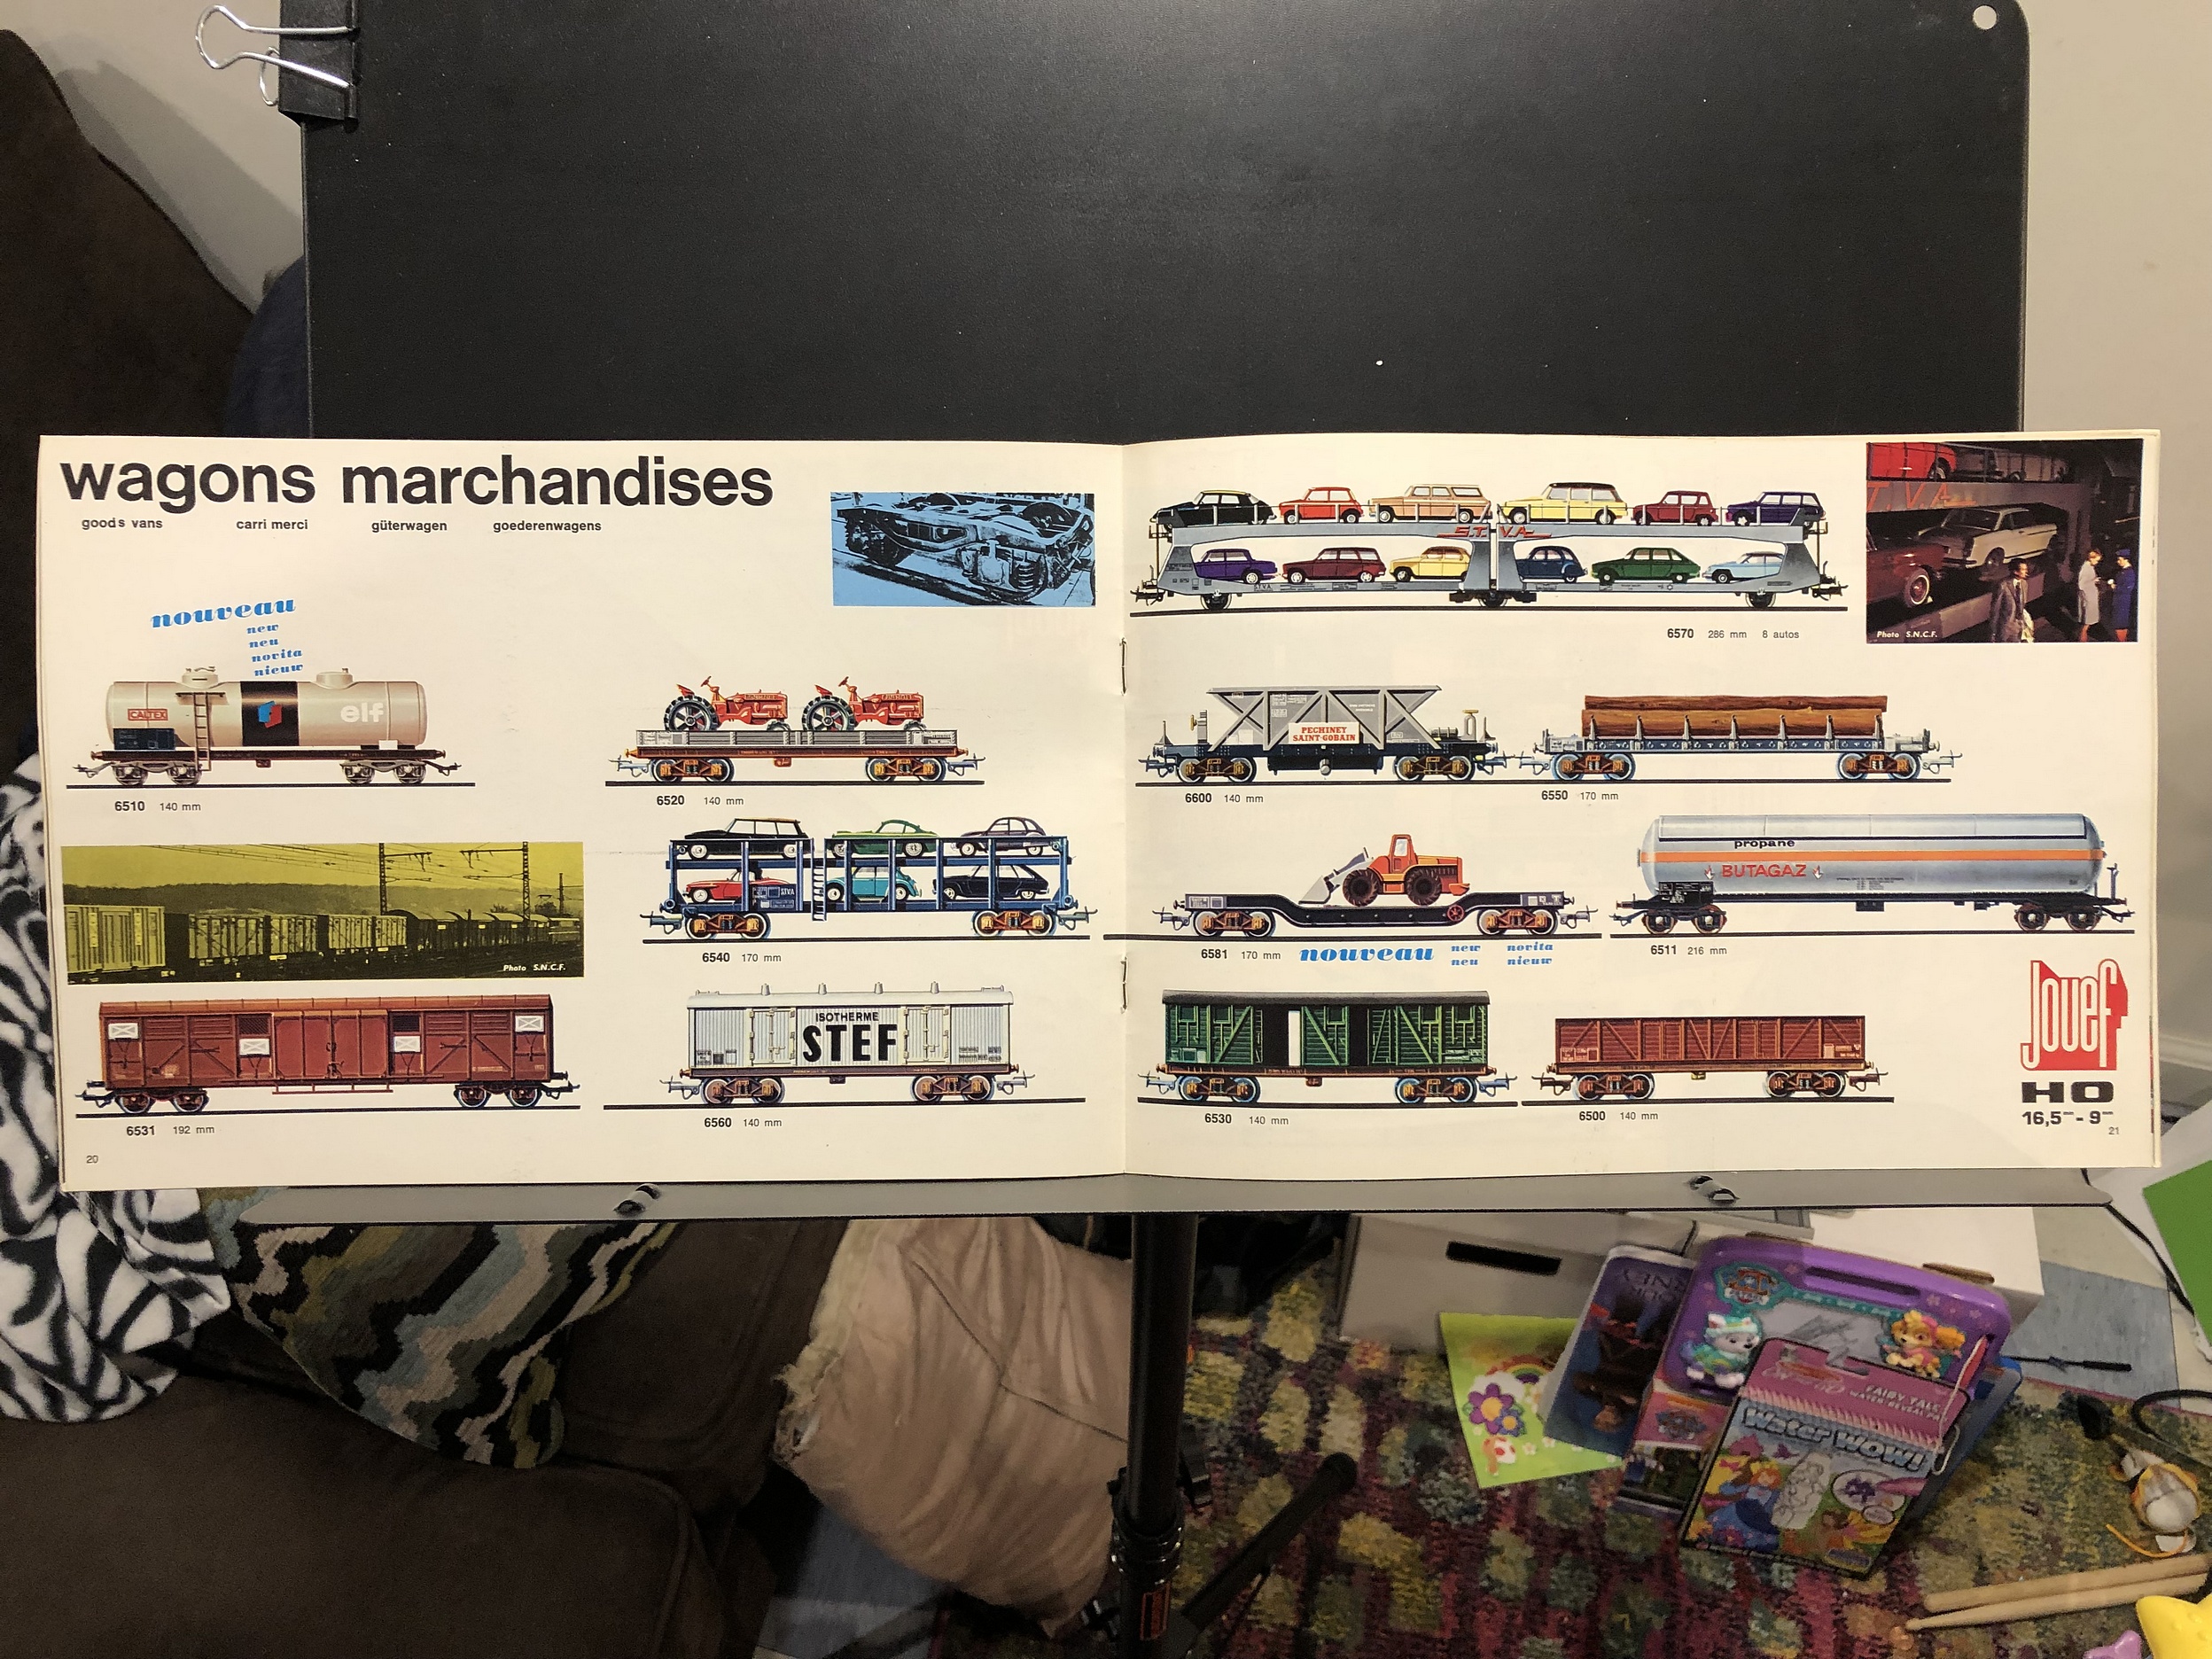 wagons marchandises
goods vans carri merci güterwagen goederenwagens
nouveau
new
neu
novita
nieuw
CALTEX
elf
6510 140 mm
6520 140 mm
Photo S.N.C.F.
STVA
6540 170 mm
6531 192 mm
ISOTHERME
STEF
6560 140 mm
20
S.T.V.A.
6570 286 mm 8 autos
TVA
Photo S.N.C.F.
PECHINEY
SAINT-GOBAIN
6600 140 mm
6550 170 mm
6581 170 mm nouveau new novita
neu nieuw
propane
BUTAGAZ
6511 216 mm
6530 140 mm
6500 140 mm
Jouef
HO
16,5mm - 9mm
21
FAIRY TALE
Water WOW!